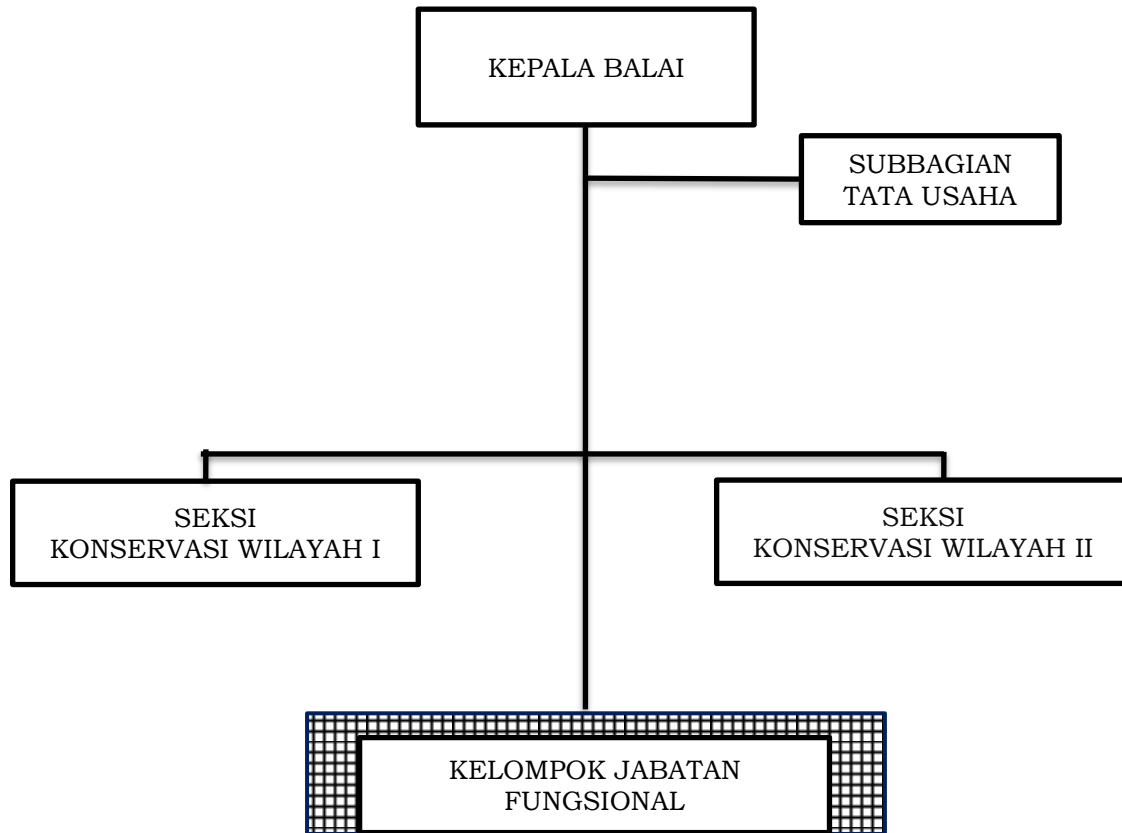 KEPALA BALAI
SUBBAGIAN
TATA USAHA
SEKSI
KONSERVASI WILAYAH I
SEKSI
KONSERVASI WILAYAH II
KELOMPOK JABATAN
FUNGSIONAL